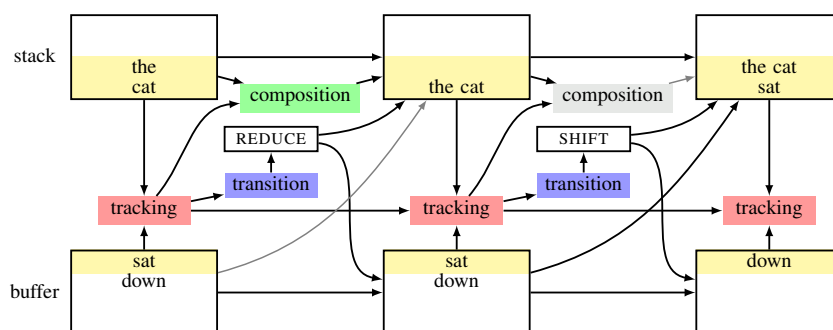 stack
the
cat
the cat
the cat
sat
composition
composition
REDUCE
SHIFT
transition
transition
tracking
tracking
tracking
buffer
sat
down
sat
down
down